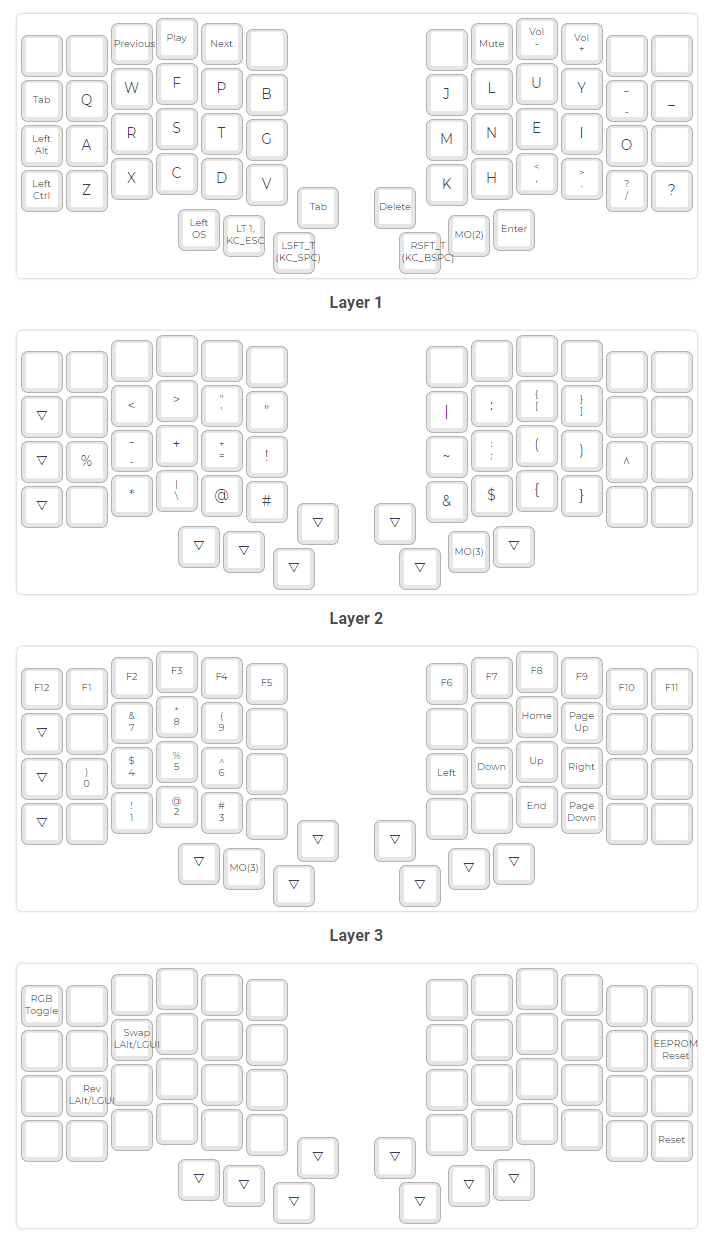 Previous Play Next Mute Vol - Vol +
Tab Q W F P B J L U Y _ - _
Left Alt A R S T G M N E I O
Left Ctrl Z X C D V K H < , > . ? / ?
Tab Delete
Left OS LT 1, KC_ESC LSFT_T (KC_SPC) RSFT_T (KC_BSPC) MO(2) Enter
Layer 1
▽ < > " ' " | : { [ } ]
▽ % _ - + + = ! ~ : ; ( ) ^
▽ * | \ @ # & $ { }
▽ ▽
▽ ▽ ▽ ▽ MO(3) ▽
Layer 2
F12 F1 F2 F3 F4 F5 F6 F7 F8 F9 F10 F11
▽ & 7 * 8 ( 9 Home Page Up
▽ ) 0 $ 4 % 5 ^ 6 Left Down Up Right
▽ ! 1 @ 2 # 3 End Page Down
▽ ▽
▽ MO(3) ▽ ▽ ▽ ▽
Layer 3
RGB Toggle
Swap LAlt/LGUI EEPROM Reset
Rev LAlt/LGUI
Reset
▽ ▽
▽ ▽ ▽ ▽ ▽ ▽